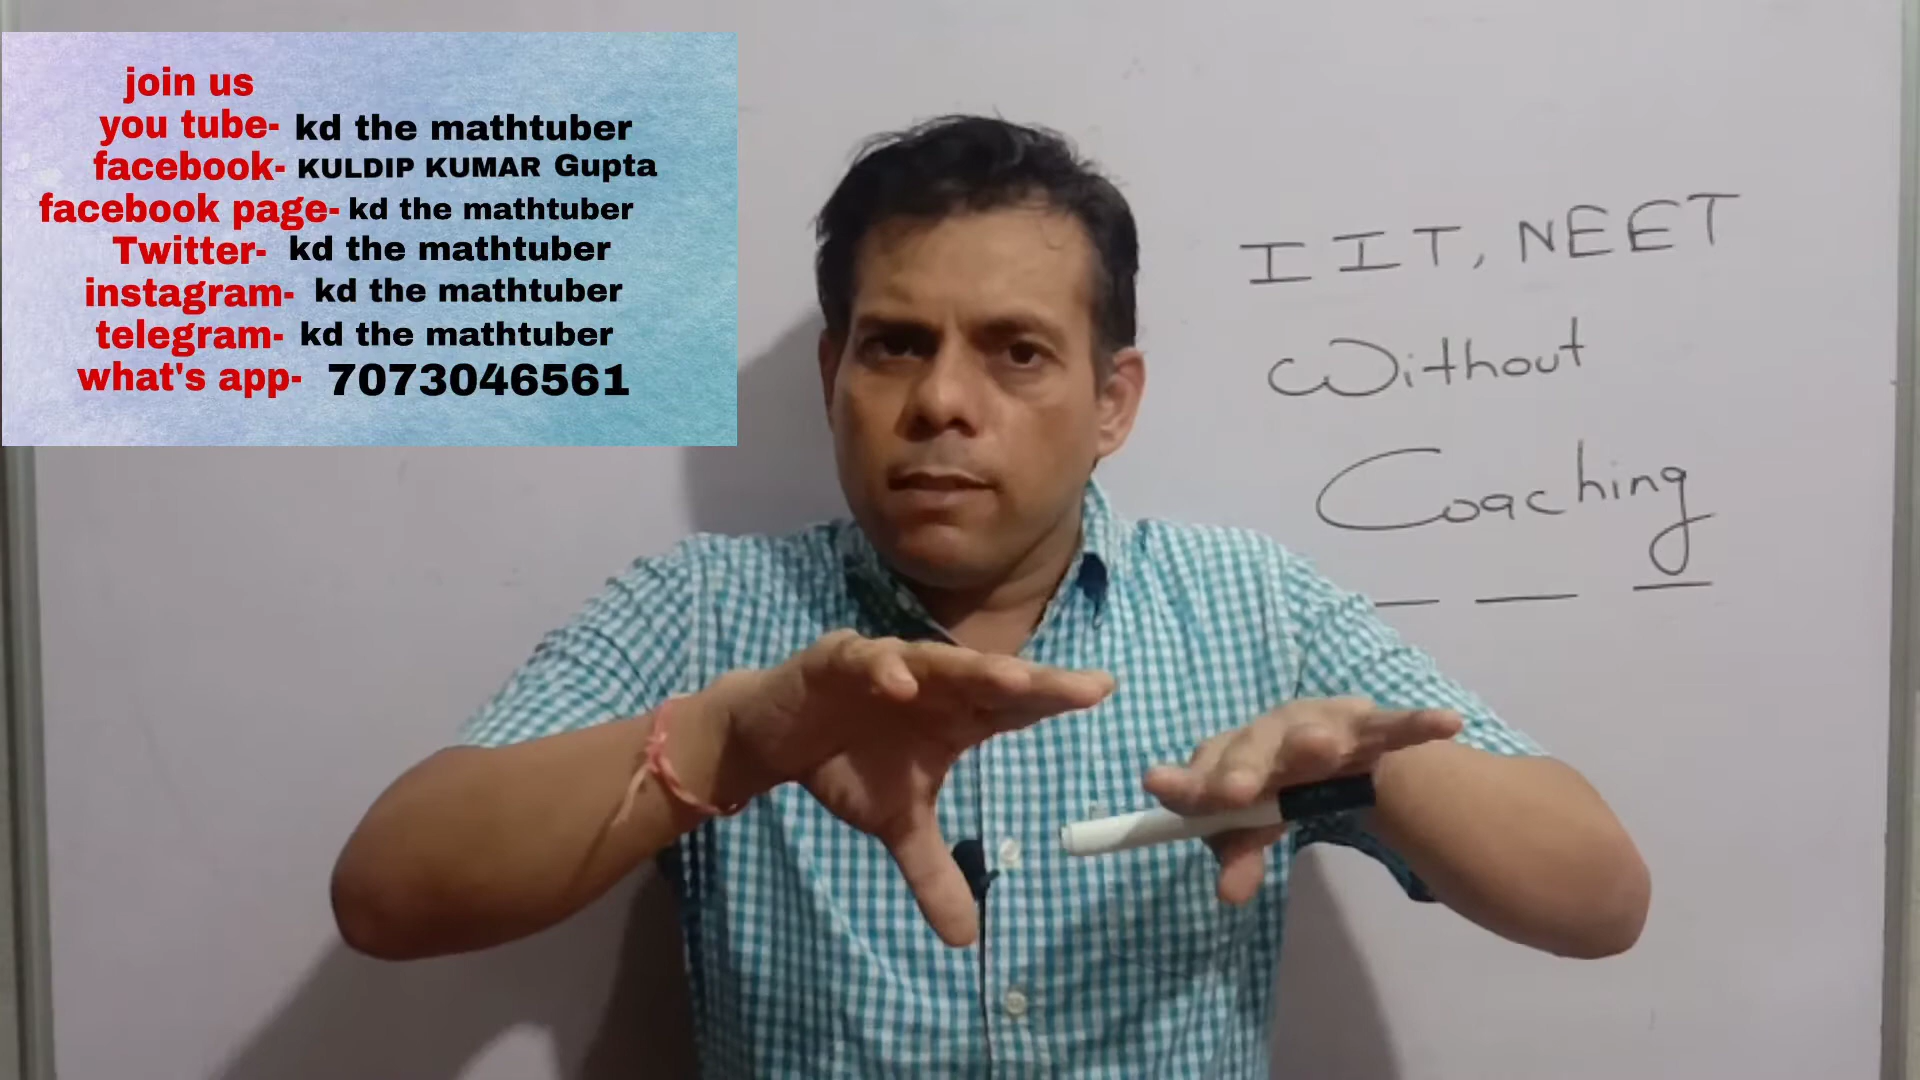 join us
you tube- kd the mathtuber
facebook- KULDIP KUMAR Gupta
facebook page- kd the mathtuber
Twitter- kd the mathtuber
instagram- kd the mathtuber
telegram- kd the mathtuber
what's app- 7073046561
IIT, NEET
Without
Coaching